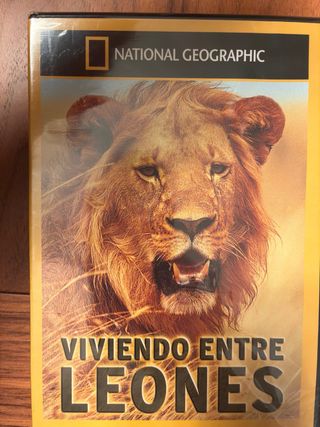 NATIONAL GEOGRAPHIC
VIVIENDO ENTRE
LEONES